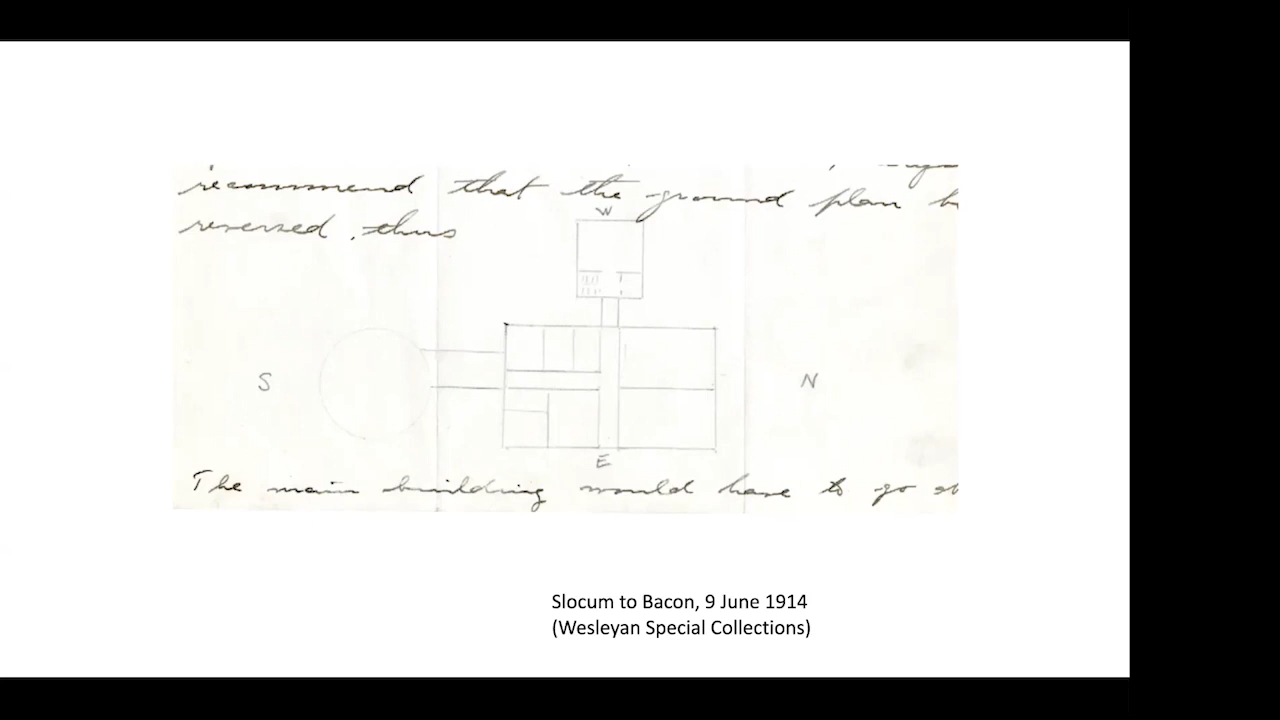 recommend that the ground plan
reversed, thus
W
S
N
E
The main building would have to go
Slocum to Bacon, 9 June 1914
(Wesleyan Special Collections)